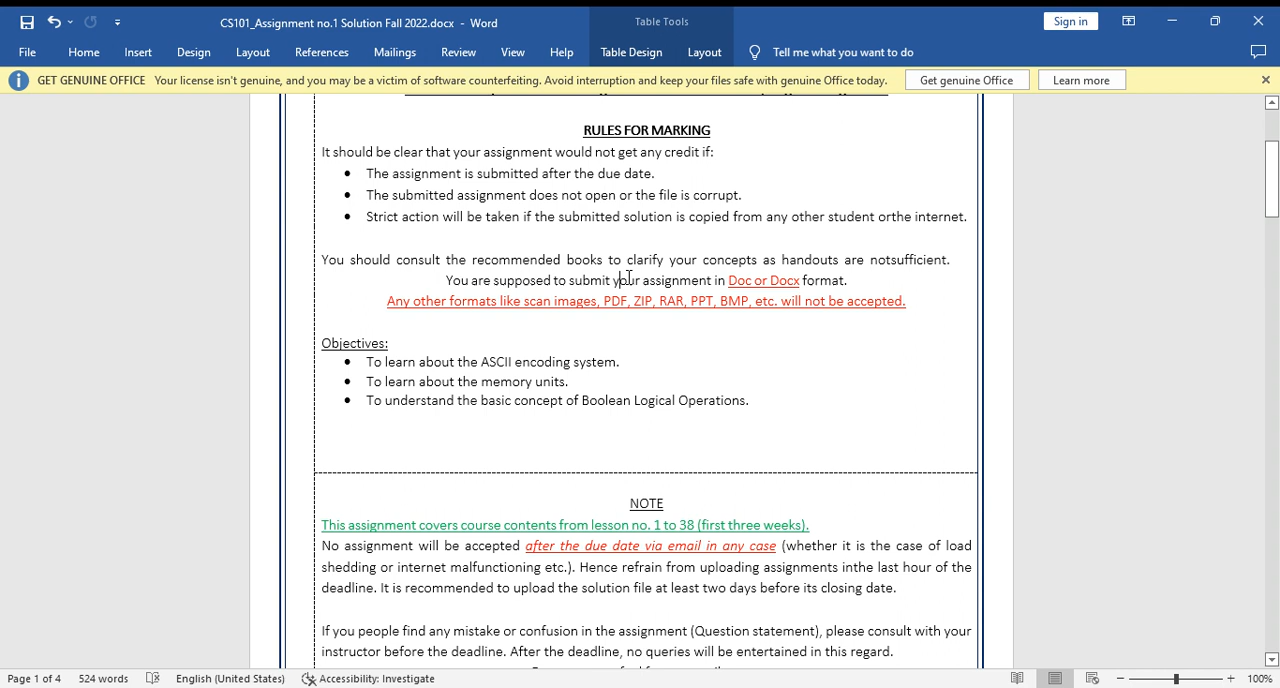 CS101_Assignment no.1 Solution Fall 2022.docx - Word
Table Tools
Sign in
File Home Insert Design Layout References Mailings Review View Help Table Design Layout Tell me what you want to do
GET GENUINE OFFICE Your license isn't genuine, and you may be a victim of software counterfeiting. Avoid interruption and keep your files safe with genuine Office today. Get genuine Office Learn more
RULES FOR MARKING
It should be clear that your assignment would not get any credit if:
• The assignment is submitted after the due date.
• The submitted assignment does not open or the file is corrupt.
• Strict action will be taken if the submitted solution is copied from any other student orthe internet.
You should consult the recommended books to clarify your concepts as handouts are notsufficient.
You are supposed to submit your assignment in Doc or Docx format.
Any other formats like scan images, PDF, ZIP, RAR, PPT, BMP, etc. will not be accepted.
Objectives:
• To learn about the ASCII encoding system.
• To learn about the memory units.
• To understand the basic concept of Boolean Logical Operations.
NOTE
This assignment covers course contents from lesson no. 1 to 38 (first three weeks).
No assignment will be accepted after the due date via email in any case (whether it is the case of load
shedding or internet malfunctioning etc.). Hence refrain from uploading assignments inthe last hour of the
deadline. It is recommended to upload the solution file at least two days before its closing date.
If you people find any mistake or confusion in the assignment (Question statement), please consult with your
instructor before the deadline. After the deadline, no queries will be entertained in this regard.
Page 1 of 4 524 words English (United States) Accessibility: Investigate 100%